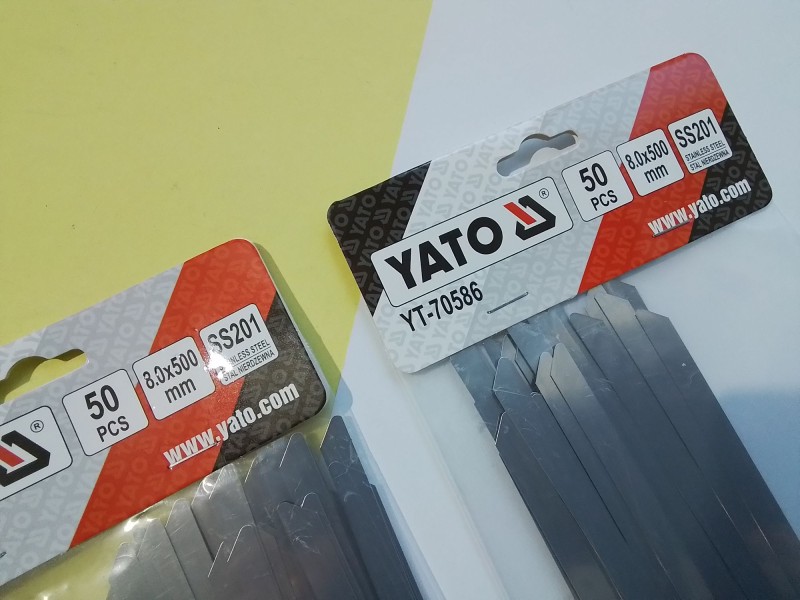 YATO ®
YT-70586
50
PCS
8.0x500
mm
SS201
STAINLESS STEEL
STAL NIERDZEWNA
www.yato.com
®
50
PCS
8.0x500
mm
SS201
STAINLESS STEEL
STAL NIERDZEWNA
www.yato.com